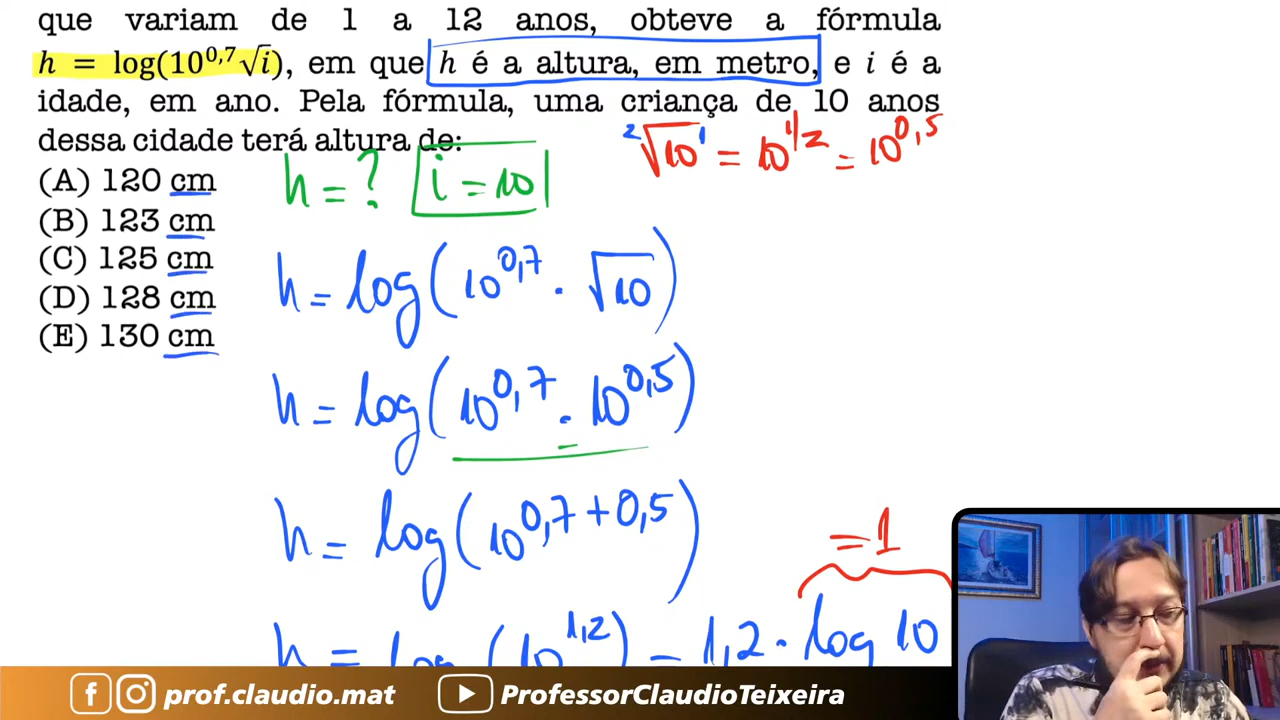 que variam de 1 a 12 anos, obteve a fórmula
h = log(10^0,7 √i), em que h é a altura, em metro, e i é a
idade, em ano. Pela fórmula, uma criança de 10 anos
dessa cidade terá altura de:
²√10¹ = 10^1/2 = 10^0,5
(A) 120 cm
(B) 123 cm
(C) 125 cm
(D) 128 cm
(E) 130 cm
h = ? i = 10
h = log(10^0,7 . √10)
h = log(10^0,7 . 10^0,5)
h = log(10^0,7+0,5)
= 1
h = log (10^1,2) = 1,2 . log 10
prof.claudio.mat
ProfessorClaudioTeixeira